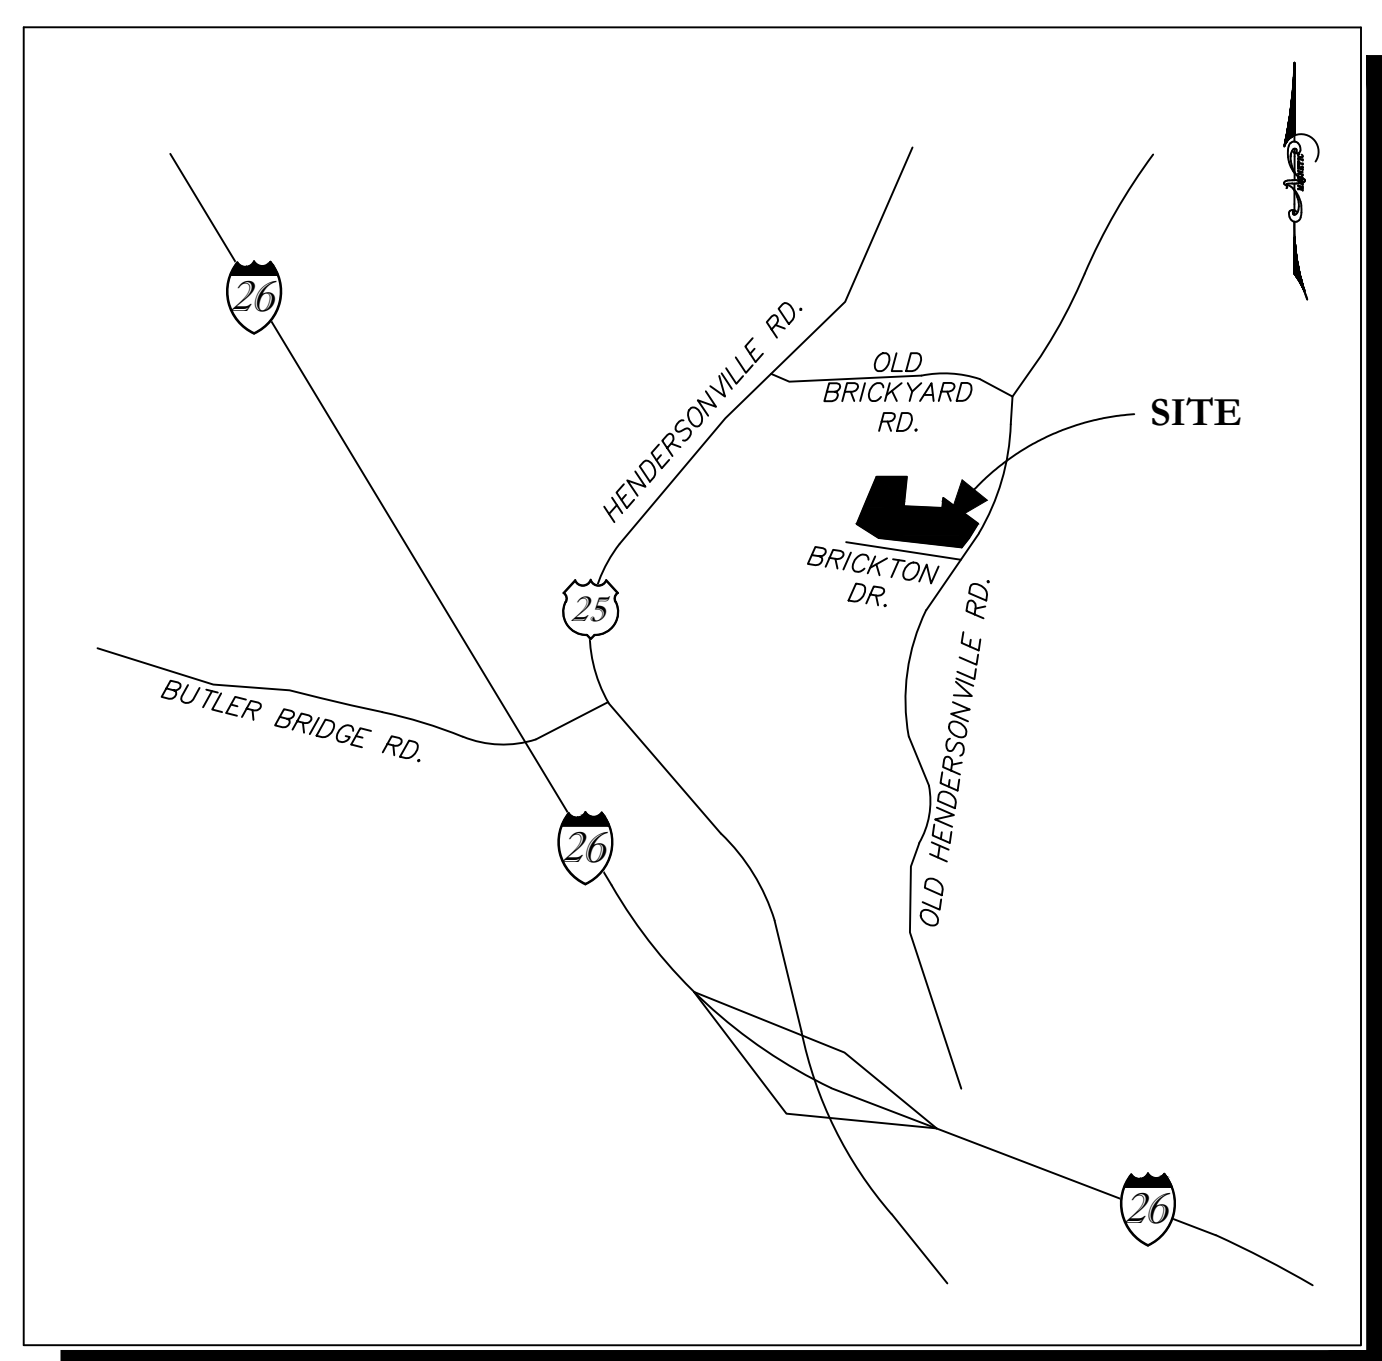 26
HENDERSONVILLE RD.
OLD
BRICKYARD
RD.
SITE
BRICKTON
DR.
25
BUTLER BRIDGE RD.
OLD HENDERSONVILLE RD.
26
26